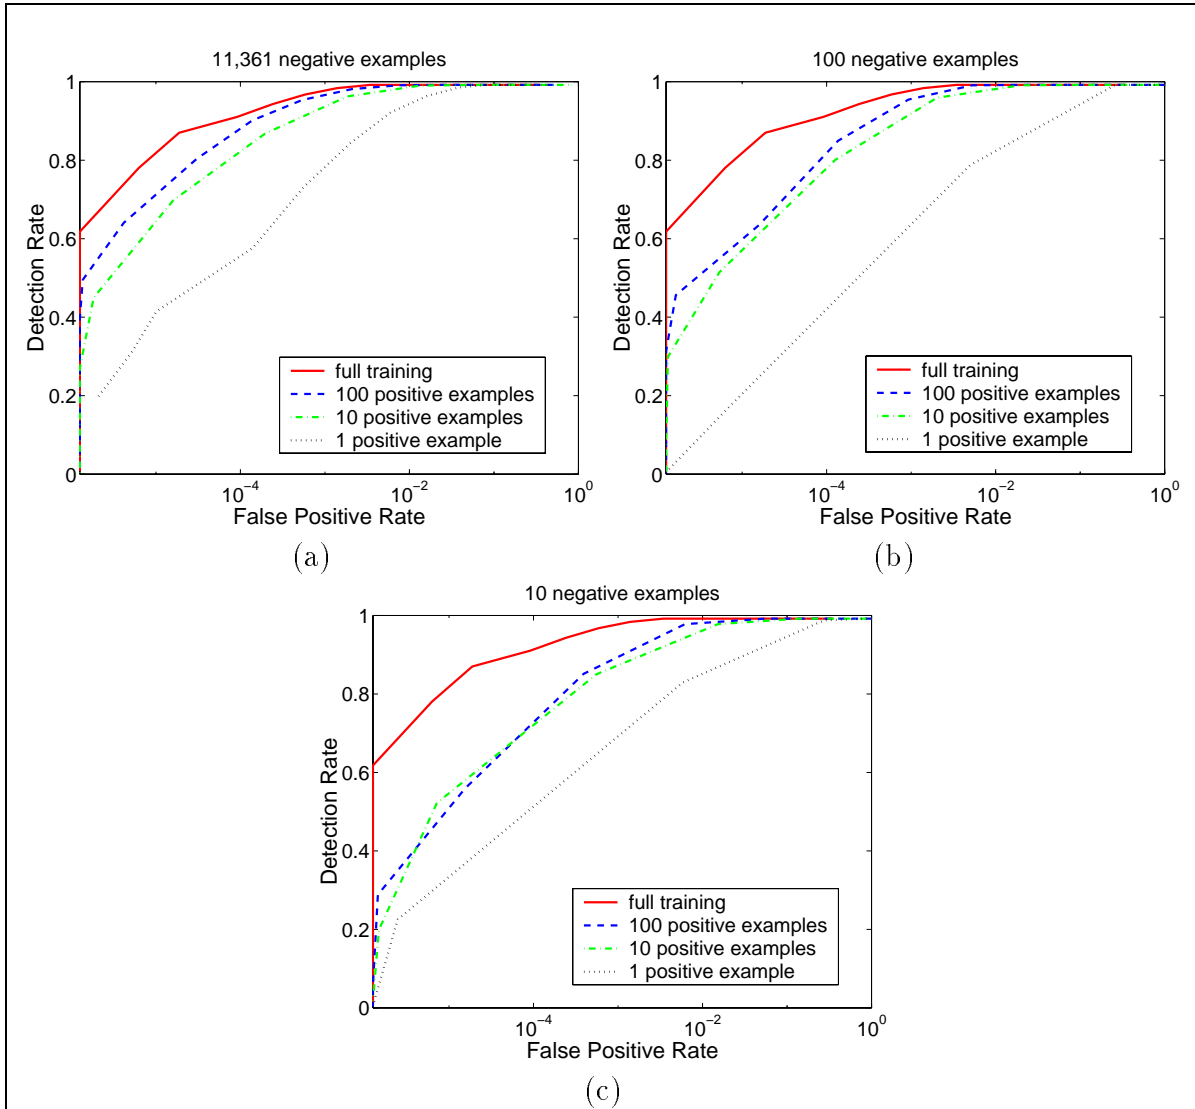 11,361 negative examples
1
0.8
0.6
0.4
0.2
0
Detection Rate
full training
100 positive examples
10 positive examples
1 positive example
10^-4
10^-2
10^0
False Positive Rate
(a)
100 negative examples
1
0.8
0.6
0.4
0.2
0
Detection Rate
full training
100 positive examples
10 positive examples
1 positive example
10^-4
10^-2
10^0
False Positive Rate
(b)
10 negative examples
1
0.8
0.6
0.4
0.2
0
Detection Rate
full training
100 positive examples
10 positive examples
1 positive example
10^-4
10^-2
10^0
False Positive Rate
(c)